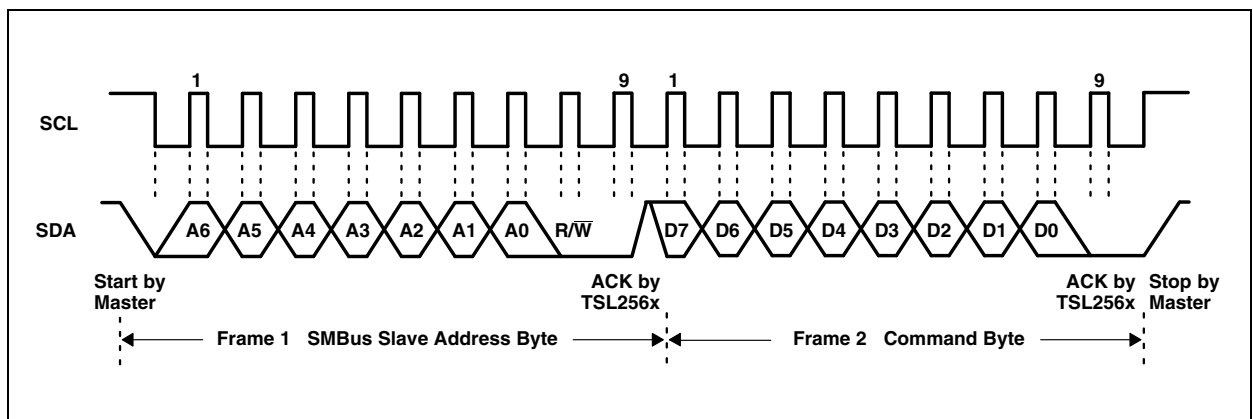 1 9 1 9
SCL
SDA A6 A5 A4 A3 A2 A1 A0 R/W̅ D7 D6 D5 D4 D3 D2 D1 D0
Start by Master
ACK by TSL256x
ACK by TSL256x
Stop by Master
Frame 1 SMBus Slave Address Byte
Frame 2 Command Byte